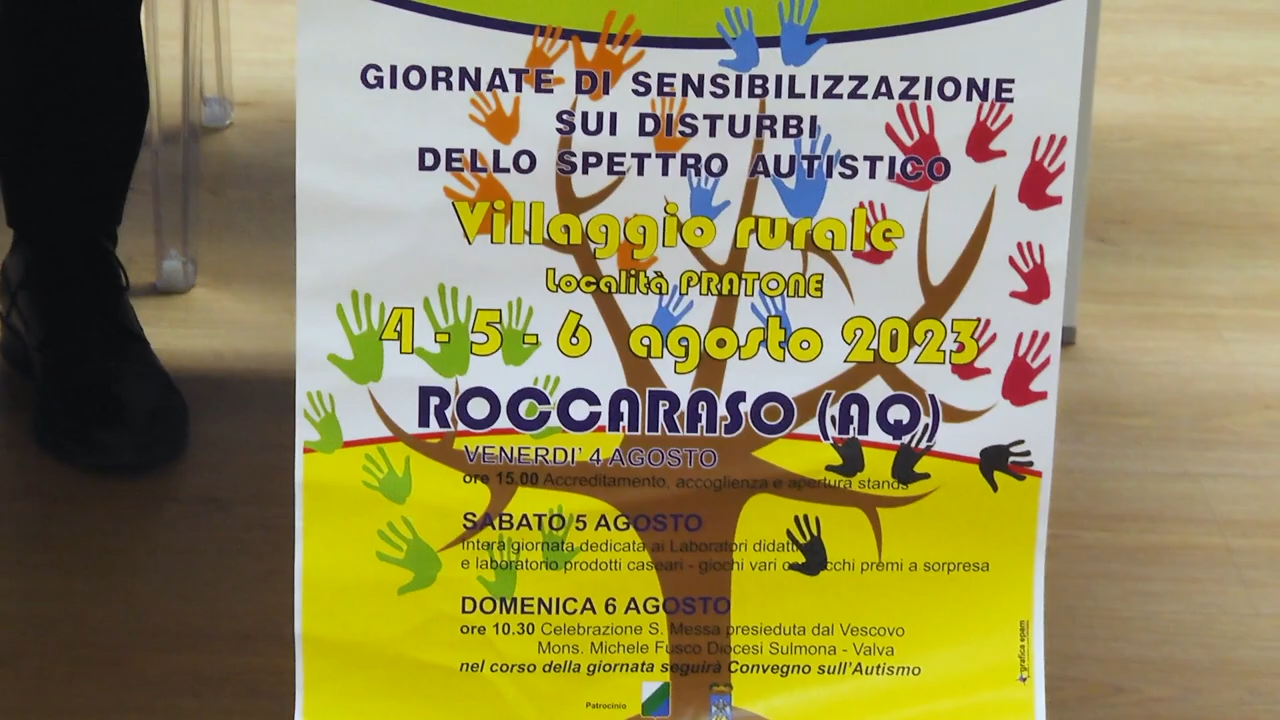 GIORNATE DI SENSIBILIZZAZIONE
SUI DISTURBI
DELLO SPETTRO AUTISTICO
Villaggio rurale
Località PRATONE
4 - 5 - 6 agosto 2023
ROCCARASO (AQ)
VENERDI' 4 AGOSTO
ore 15.00 Accreditamento, accoglienza e apertura stands
SABATO 5 AGOSTO
Intera giornata dedicata ai Laboratori
e laboratorio prodotti caseari - giochi vari premi a sorpresa
DOMENICA 6 AGOSTO
ore 10.30 Celebrazione S. Messa presieduta dal Vescovo
Mons. Michele Fusco Diocesi Sulmona - Valva
nel corso della giornata seguirà Convegno sull'Autismo
Patrocinio
grafica epam